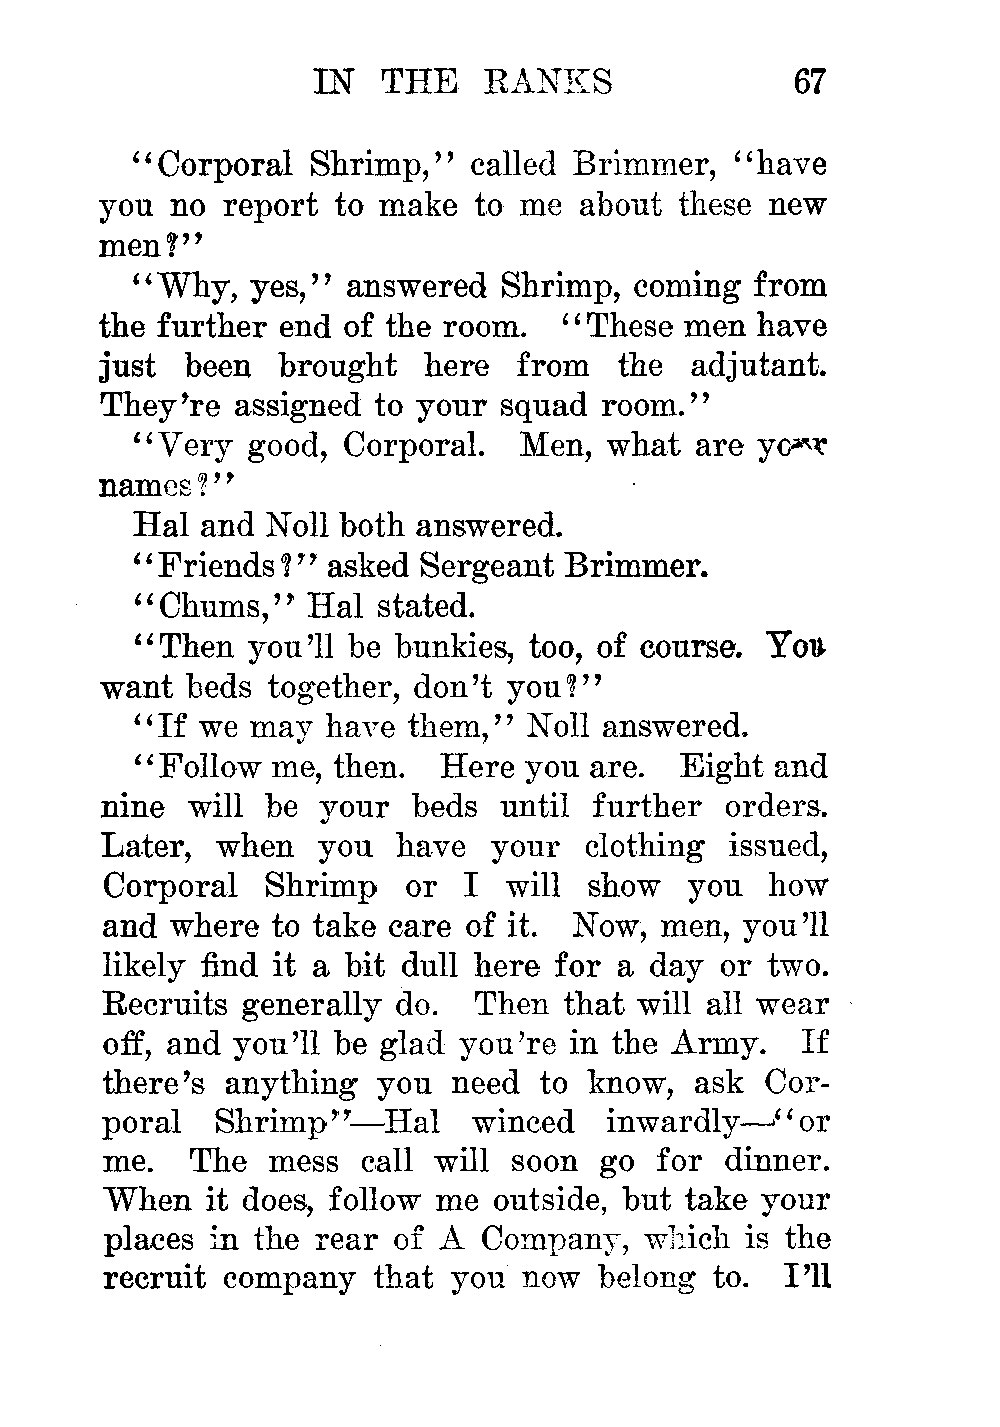 IN THE RANKS 67
"Corporal Shrimp," called Brimmer, "have
you no report to make to me about these new
men?"
"Why, yes," answered Shrimp, coming from
the further end of the room. "These men have
just been brought here from the adjutant.
They're assigned to your squad room."
"Very good, Corporal. Men, what are your
names?"
Hal and Noll both answered.
"Friends?" asked Sergeant Brimmer.
"Chums," Hal stated.
"Then you'll be bunkies, too, of course. You
want beds together, don't you?"
"If we may have them," Noll answered.
"Follow me, then. Here you are. Eight and
nine will be your beds until further orders.
Later, when you have your clothing issued,
Corporal Shrimp or I will show you how
and where to take care of it. Now, men, you'll
likely find it a bit dull here for a day or two.
Recruits generally do. Then that will all wear
off, and you'll be glad you're in the Army. If
there's anything you need to know, ask Cor-
poral Shrimp"—Hal winced inwardly—"or
me. The mess call will soon go for dinner.
When it does, follow me outside, but take your
places in the rear of A Company, which is the
recruit company that you now belong to. I'll